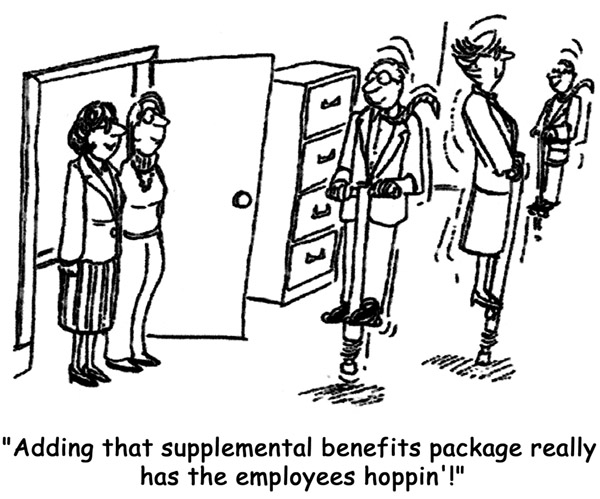 "Adding that supplemental benefits package really
has the employees hoppin'!"